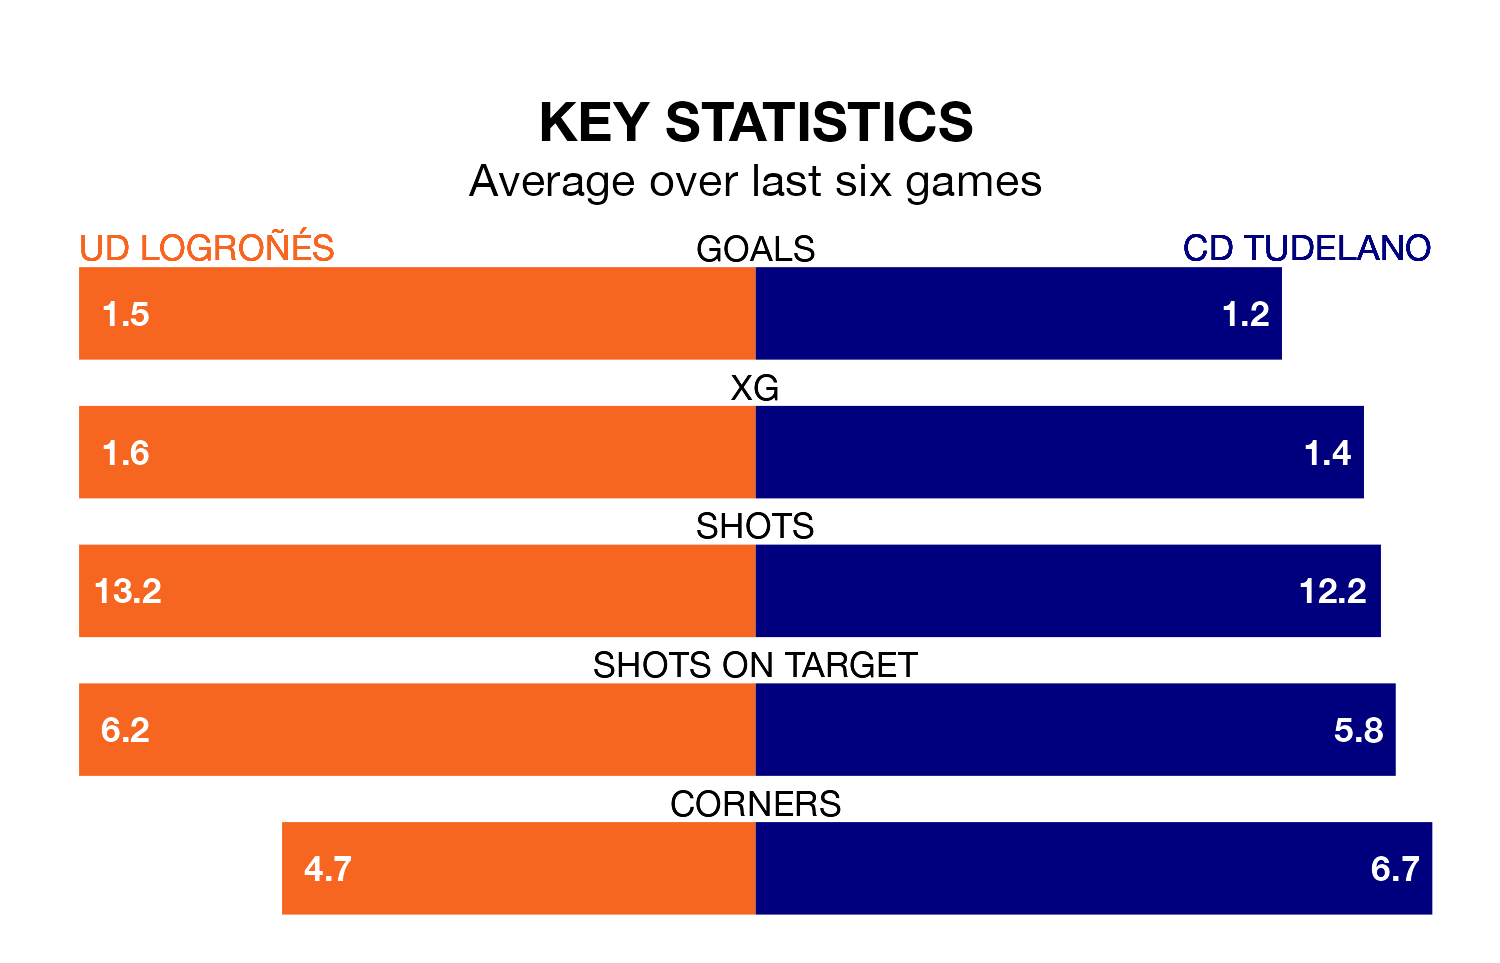 KEY STATISTICS
Average over last six games
UD LOGROÑÉS GOALS CD TUDELANO
1.5 1.2
XG
1.6 1.4
SHOTS
13.2 12.2
SHOTS ON TARGET
6.2 5.8
CORNERS
4.7 6.7